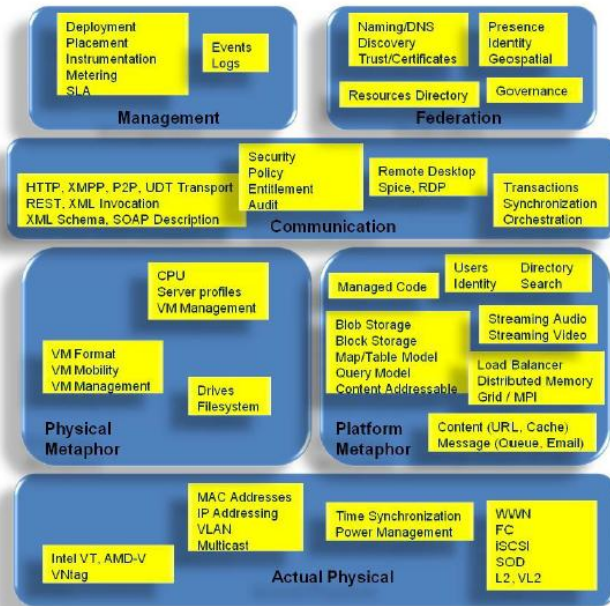 Deployment
Placement
Instrumentation
Metering
SLA
Events
Logs
Management
Naming/DNS
Discovery
Trust/Certificates
Presence
Identity
Geospatial
Resources Directory
Governance
Federation
HTTP, XMPP, P2P, UDT Transport
REST, XML Invocation
XML Schema, SOAP Description
Security
Policy
Entitlement
Audit
Remote Desktop
Spice, RDP
Transactions
Synchronization
Orchestration
Communication
CPU
Server profiles
VM Management
VM Format
VM Mobility
VM Management
Drives
Filesystem
Physical
Metaphor
Managed Code
Users Directory
Identity Search
Blob Storage
Block Storage
Map/Table Model
Query Model
Content Addressable
Streaming Audio
Streaming Video
Load Balancer
Distributed Memory
Grid / MPI
Content (URL, Cache)
Message (Queue, Email)
Platform
Metaphor
Intel VT, AMD-V
VNtag
MAC Addresses
IP Addressing
VLAN
Multicast
Time Synchronization
Power Management
WWN
FC
iSCSI
SOD
L2, VL2
Actual Physical